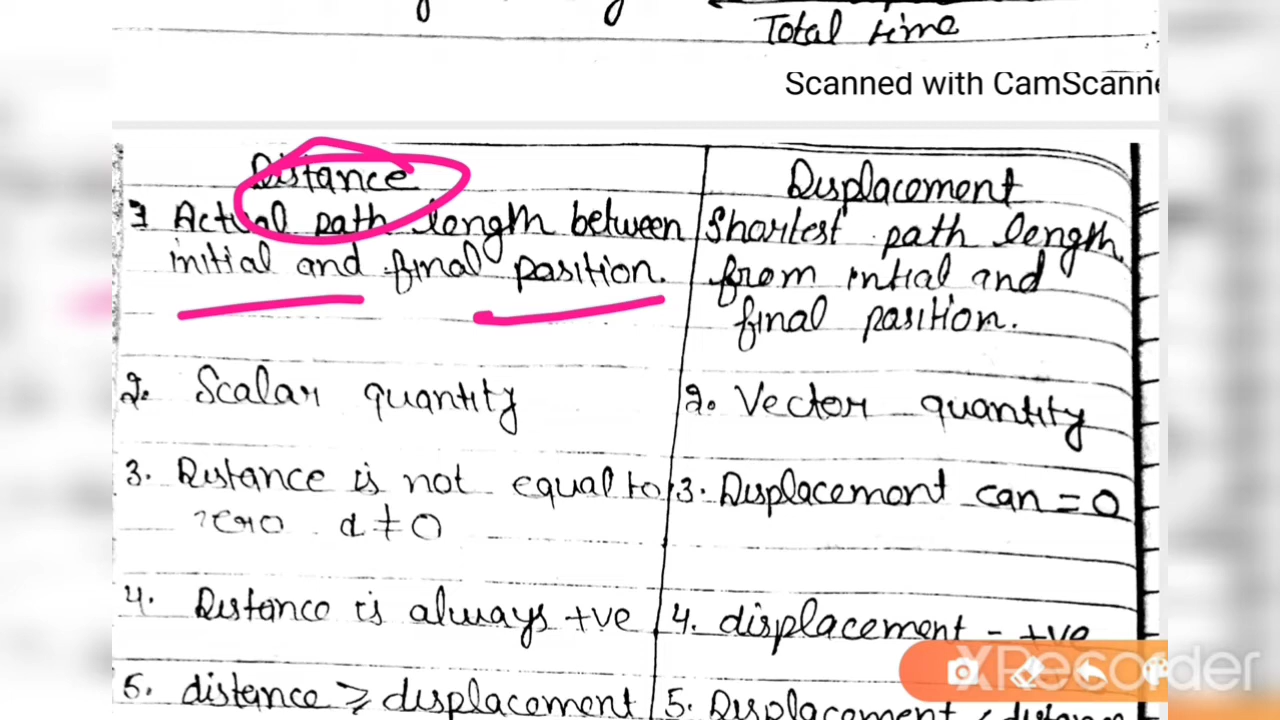 Total time
Scanned with CamScanne
Distance
Displacement
1 Actual path length between
initial and final position.
Shortest path length
from intial and
final position.
2. Scalar quantity
2. Vector quantity
3. Distance is not equal to
zero d ≠ 0
3. Displacement can = 0
4. Distance is always +ve
4. displacement - +ve
5. distance ⩾ displacement
5. Displacement
XRecorder